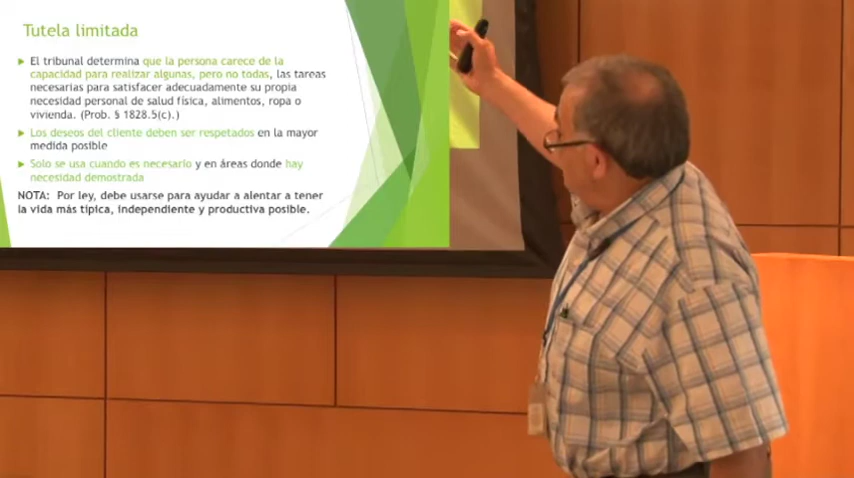 Tutela limitada
El tribunal determina que la persona carece de la
capacidad para realizar algunas, pero no todas, las tareas
necesarias para satisfacer adecuadamente su propia
necesidad personal de salud física, alimentos, ropa o
vivienda. (Prob. § 1828.5(c).)
Los deseos del cliente deben ser respetados en la mayor
medida posible
Solo se usa cuando es necesario y en áreas donde hay
necesidad demostrada
NOTA: Por ley, debe usarse para ayudar a alentar a tener
la vida más típica, independiente y productiva posible.